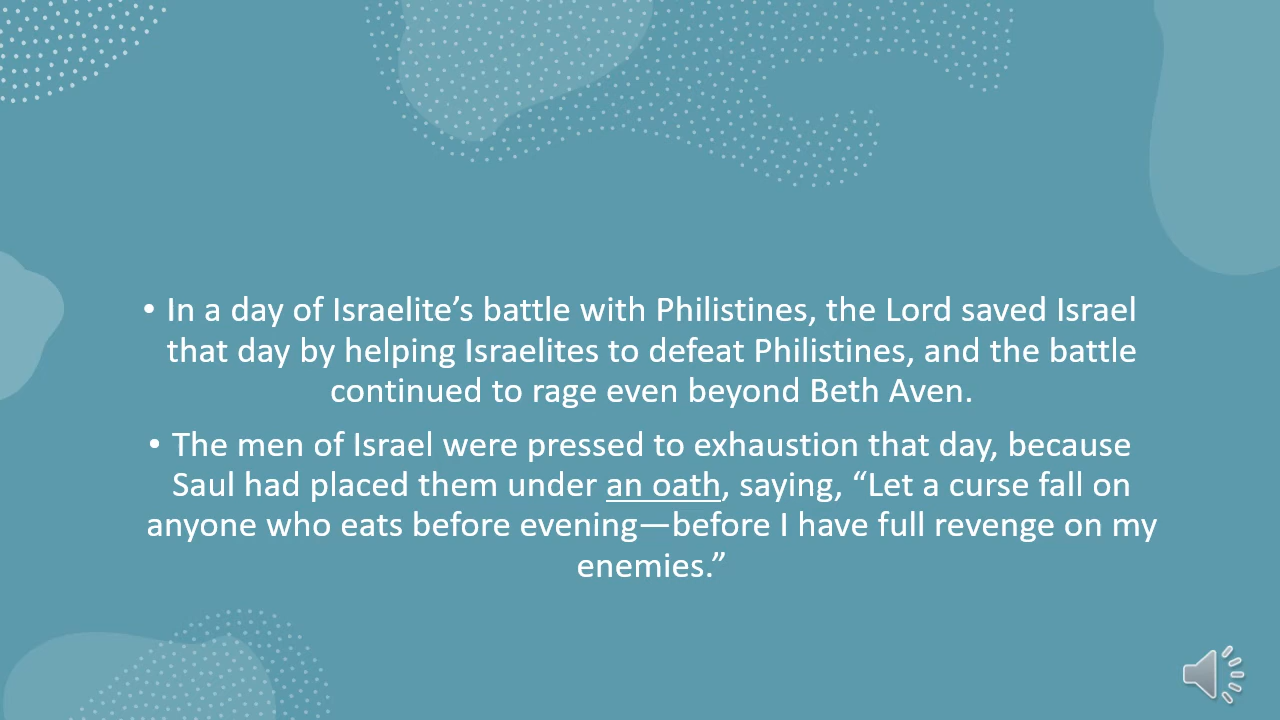 • In a day of Israelite’s battle with Philistines, the Lord saved Israel
that day by helping Israelites to defeat Philistines, and the battle
continued to rage even beyond Beth Aven.
• The men of Israel were pressed to exhaustion that day, because
Saul had placed them under an oath, saying, “Let a curse fall on
anyone who eats before evening—before I have full revenge on my
enemies.”